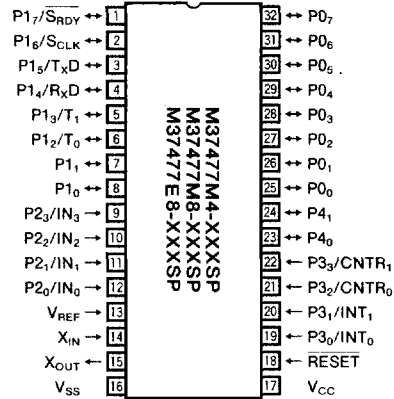 P1₇/S̅R̅D̅Y̅ 1 32 P0₇
P1₆/SCLK 2 31 P0₆
P1₅/TxD 3 30 P0₅
P1₄/RxD 4 29 P0₄
P1₃/T₁ 5 28 P0₃
P1₂/T₀ 6 27 P0₂
P1₁ 7 26 P0₁
P1₀ 8 25 P0₀
P2₃/IN₃ 9 24 P4₁
P2₂/IN₂ 10 23 P4₀
P2₁/IN₁ 11 22 P3₃/CNTR₁
P2₀/IN₀ 12 21 P3₂/CNTR₀
VREF 13 20 P3₁/INT₁
XIN 14 19 P3₀/INT₀
XOUT 15 18 R̅E̅S̅E̅T̅
VSS 16 17 VCC
M37477M4-XXXSP
M37477M8-XXXSP
M37477E8-XXXSP